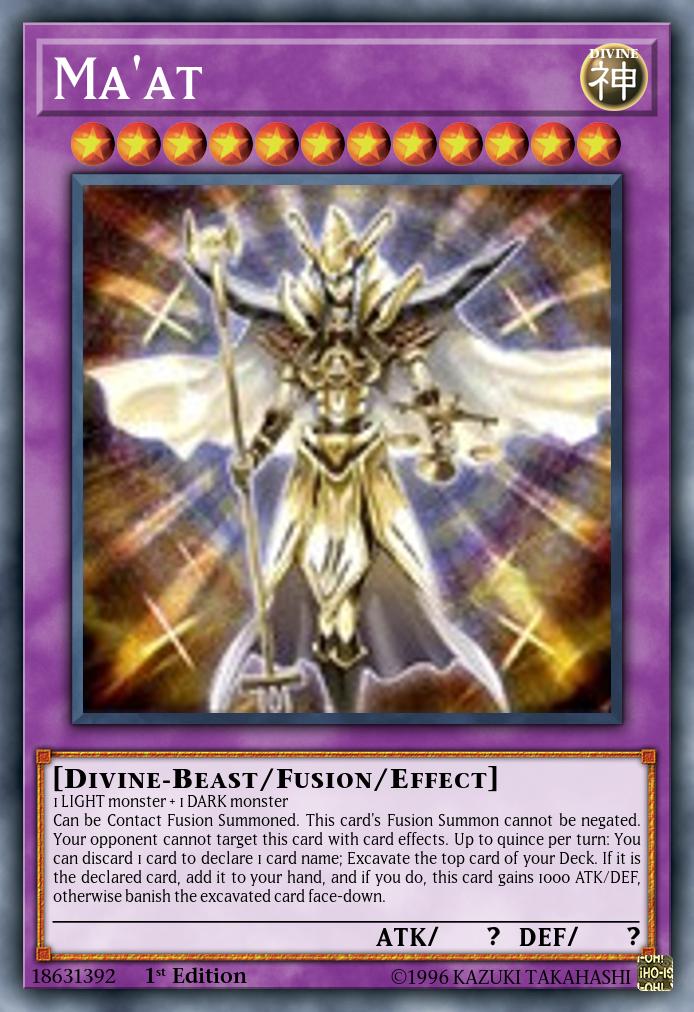 Ma'at
DIVINE
神
[Divine-Beast/Fusion/Effect]
1 LIGHT monster + 1 DARK monster
Can be Contact Fusion Summoned. This card's Fusion Summon cannot be negated.
Your opponent cannot target this card with card effects. Up to quince per turn: You
can discard 1 card to declare 1 card name; Excavate the top card of your Deck. If it is
the declared card, add it to your hand, and if you do, this card gains 1000 ATK/DEF,
otherwise banish the excavated card face-down.
ATK/ ? DEF/ ?
18631392 1st Edition ©1996 KAZUKI TAKAHASHI